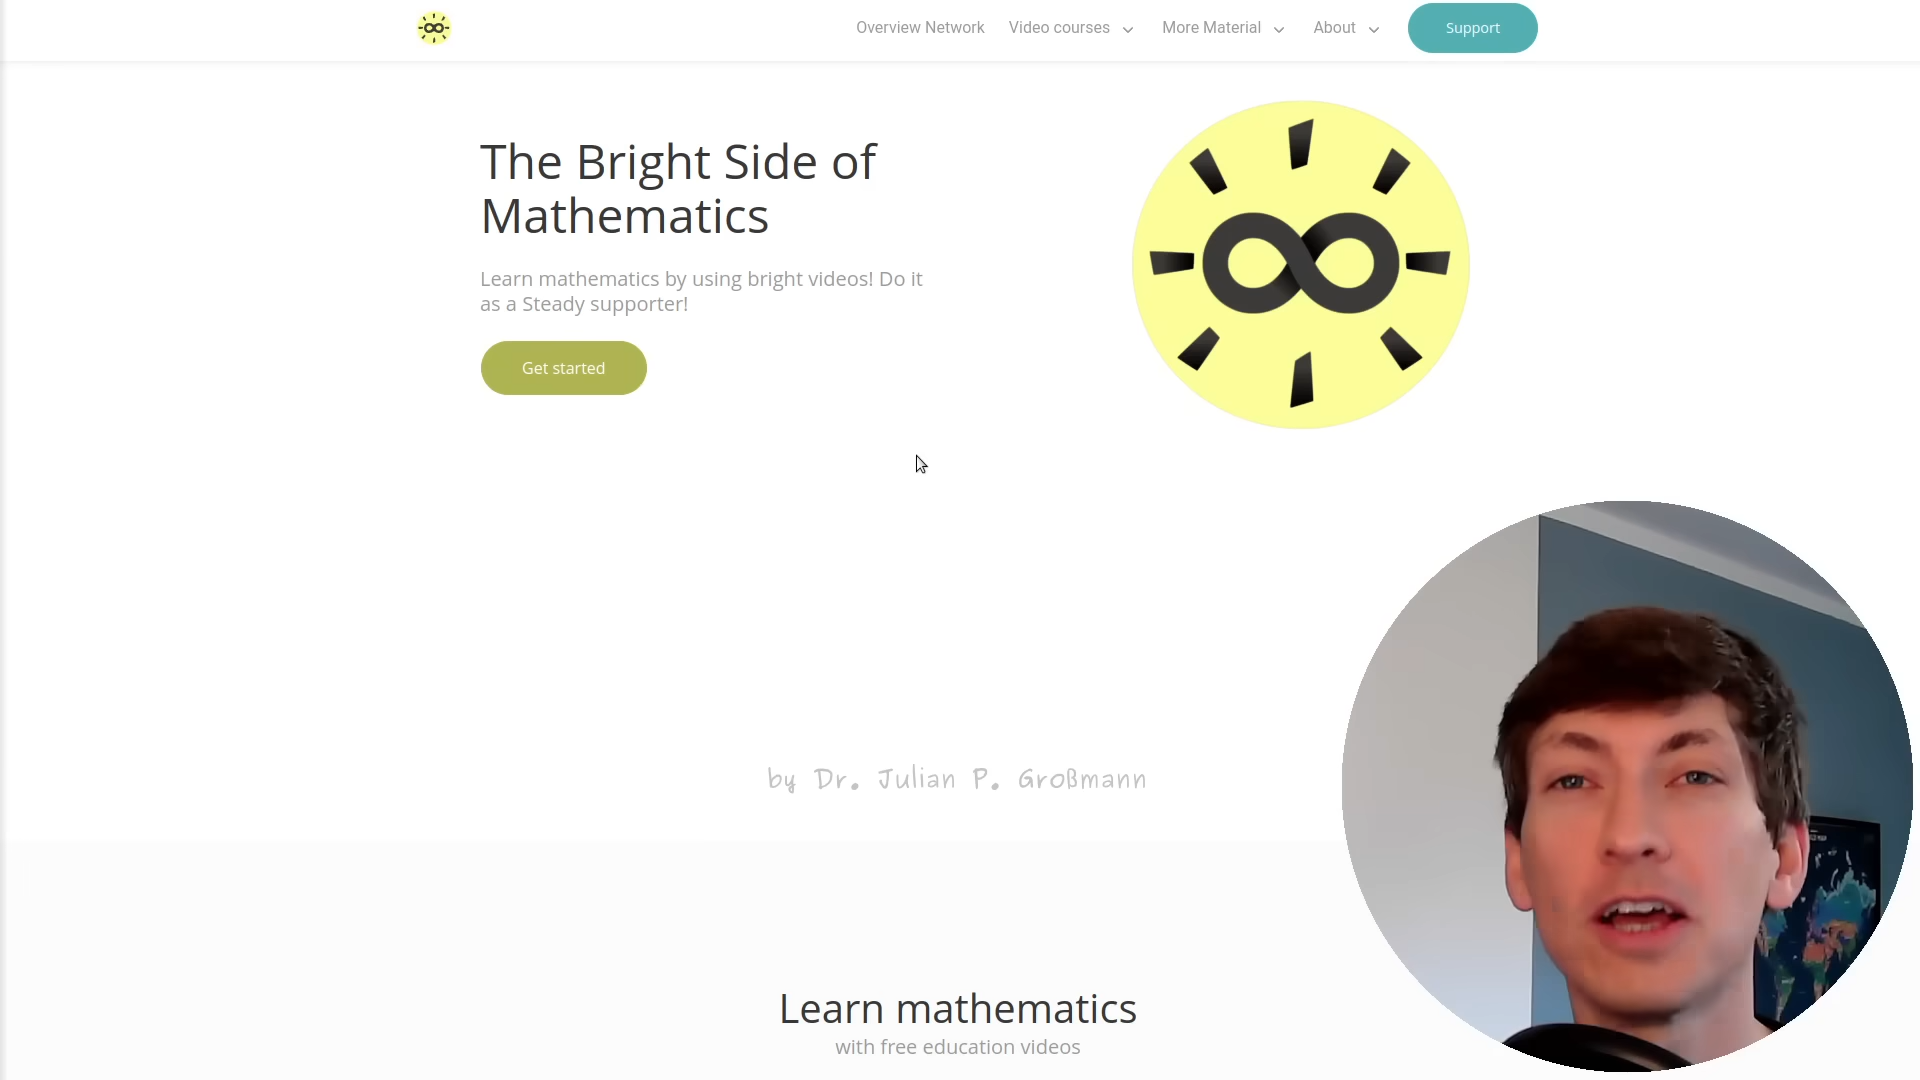 Overview Network
Video courses
More Material
About
Support
The Bright Side of
Mathematics
Learn mathematics by using bright videos! Do it
as a Steady supporter!
Get started
by Dr. Julian P. Großmann
Learn mathematics
with free education videos